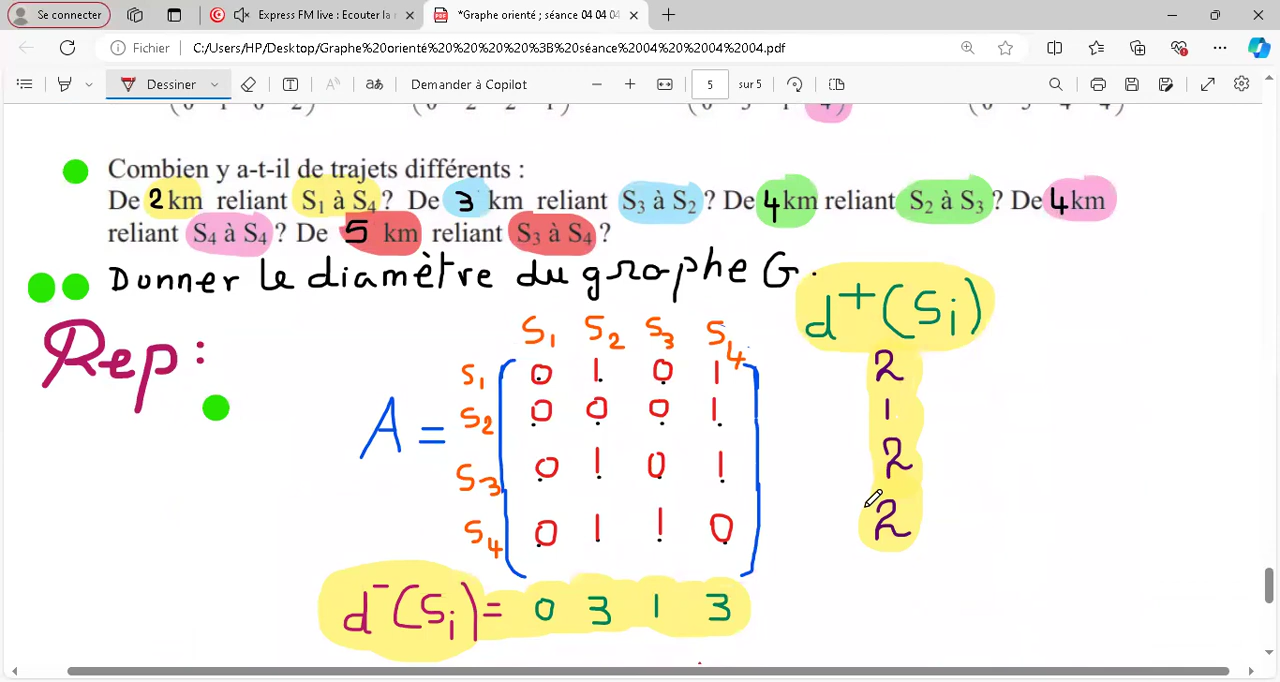 Se connecter
Express FM live : Ecouter la
*Graphe orienté ; séance 04 04 0
Fichier
C:/Users/HP/Desktop/Graphe%20orienté%20%20%20%20%3B%20séance%2004%20%2004%2004.pdf
Dessiner
Demander à Copilot
5 sur 5
Combien y a-t-il de trajets différents :
De 2 km reliant S1 à S4 ? De 3 km reliant S3 à S2 ? De 4 km reliant S2 à S3 ? De 4 km
reliant S4 à S4 ? De 5 km reliant S3 à S4 ?
Donner le diamètre du graphe G.
Rep :
d+(Si)
S1 S2 S3 S4
S1 0 1 0 1 2
S2 0 0 0 1 1
A =
S3 0 1 0 1 2
S4 0 1 1 0 2
d-(Si) = 0 3 1 3